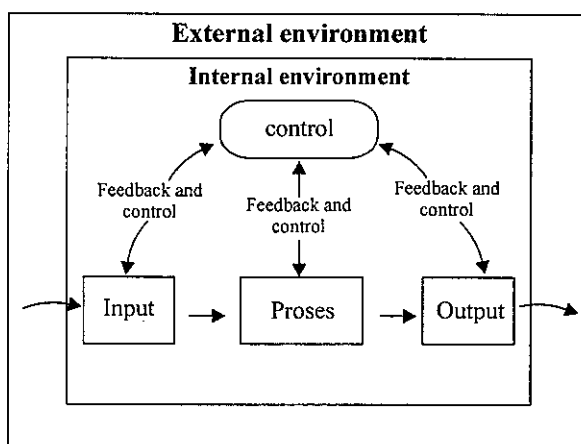 External environment
Internal environment
control
Feedback and
control
Feedback and
control
Feedback and
control
Input
Proses
Output